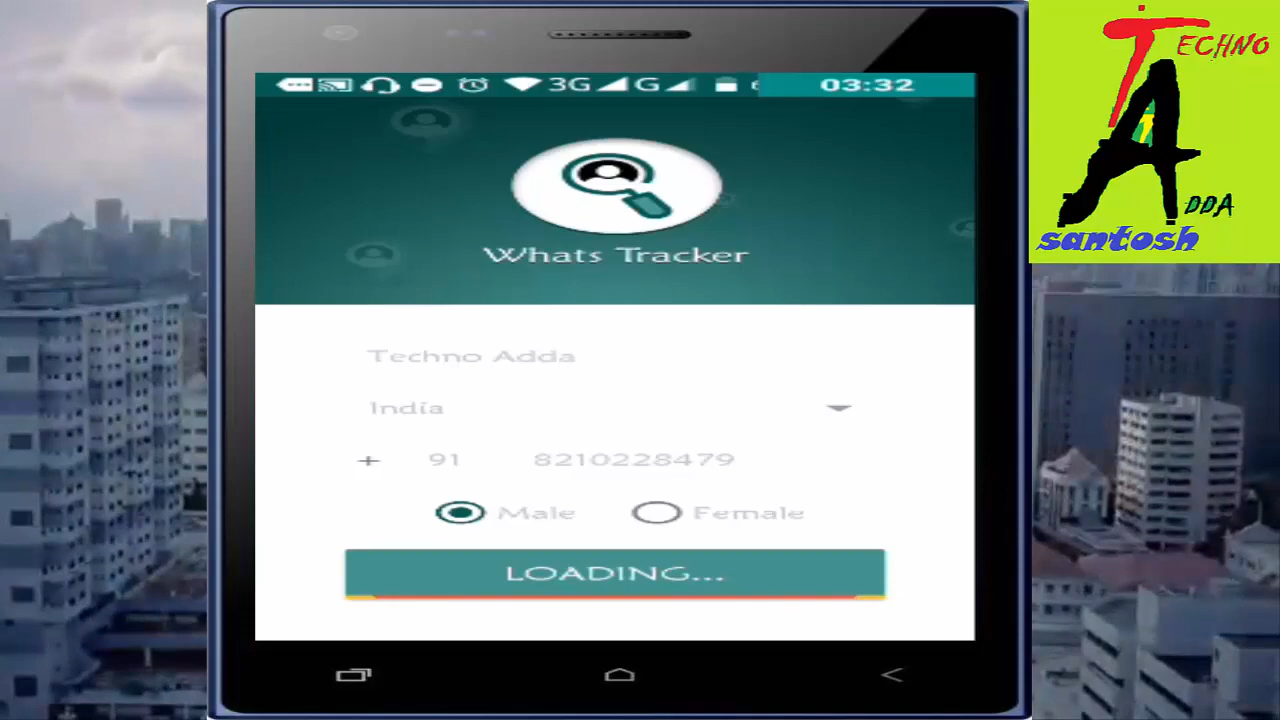 3G G 03:32
TECHNO
ADDA
santosh
Whats Tracker
Techno Adda
India
+ 91 8210228479
Male Female
LOADING...